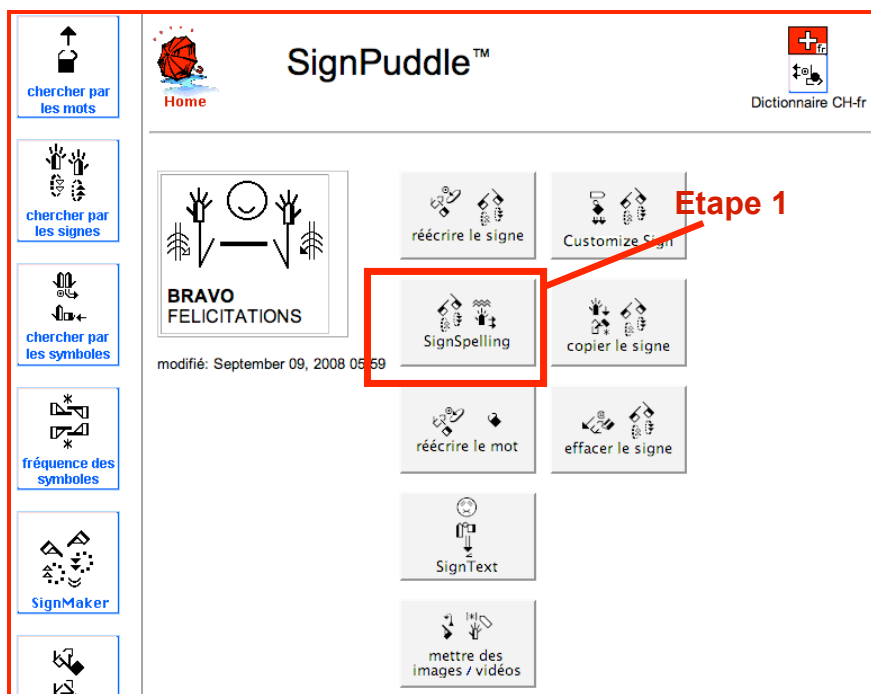 chercher par
les mots
chercher par
les signes
chercher par
les symboles
fréquence des
symboles
SignMaker
Home
SignPuddle™
fr
Dictionnaire CH-fr
BRAVO
FELICITATIONS
modifié: September 09, 2008 05:59
réécrire le signe
Customize Sign
Etape 1
SignSpelling
copier le signe
réécrire le mot
effacer le signe
SignText
mettre des
images / vidéos